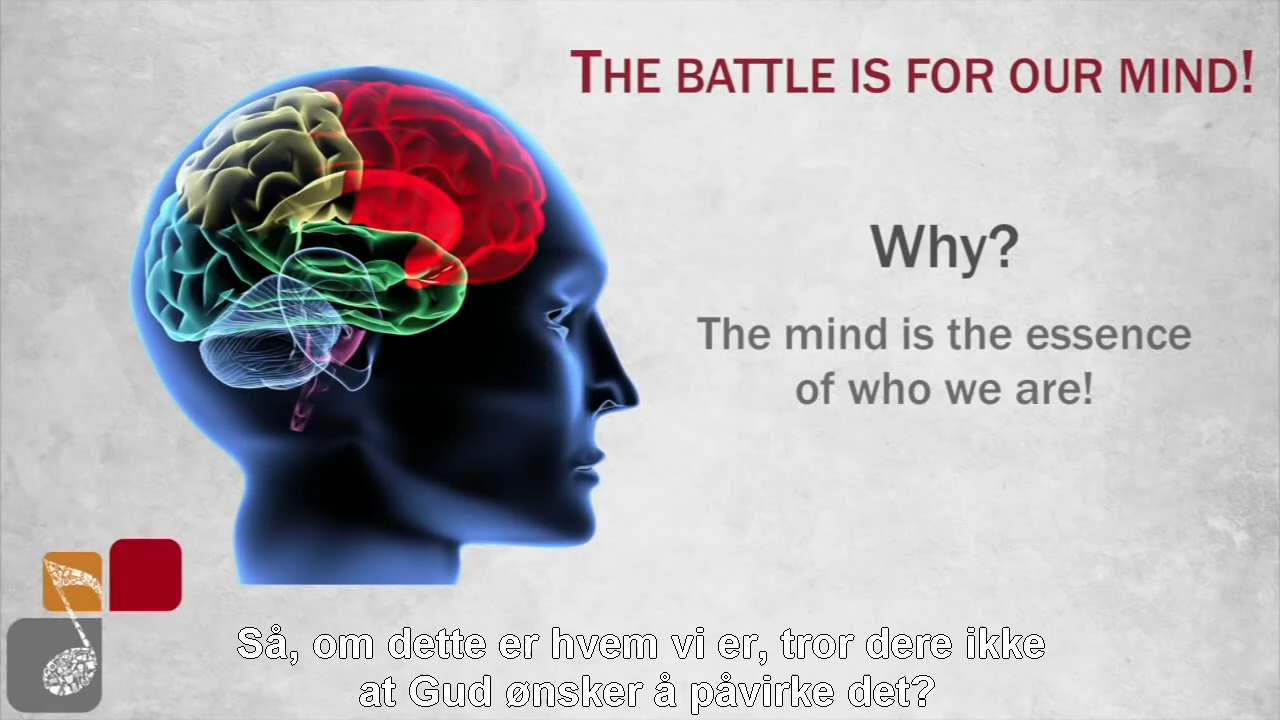 THE BATTLE IS FOR OUR MIND!
Why?
The mind is the essence
of who we are!
Så, om dette er hvem vi er, tror dere ikke
at Gud ønsker å påvirke det?